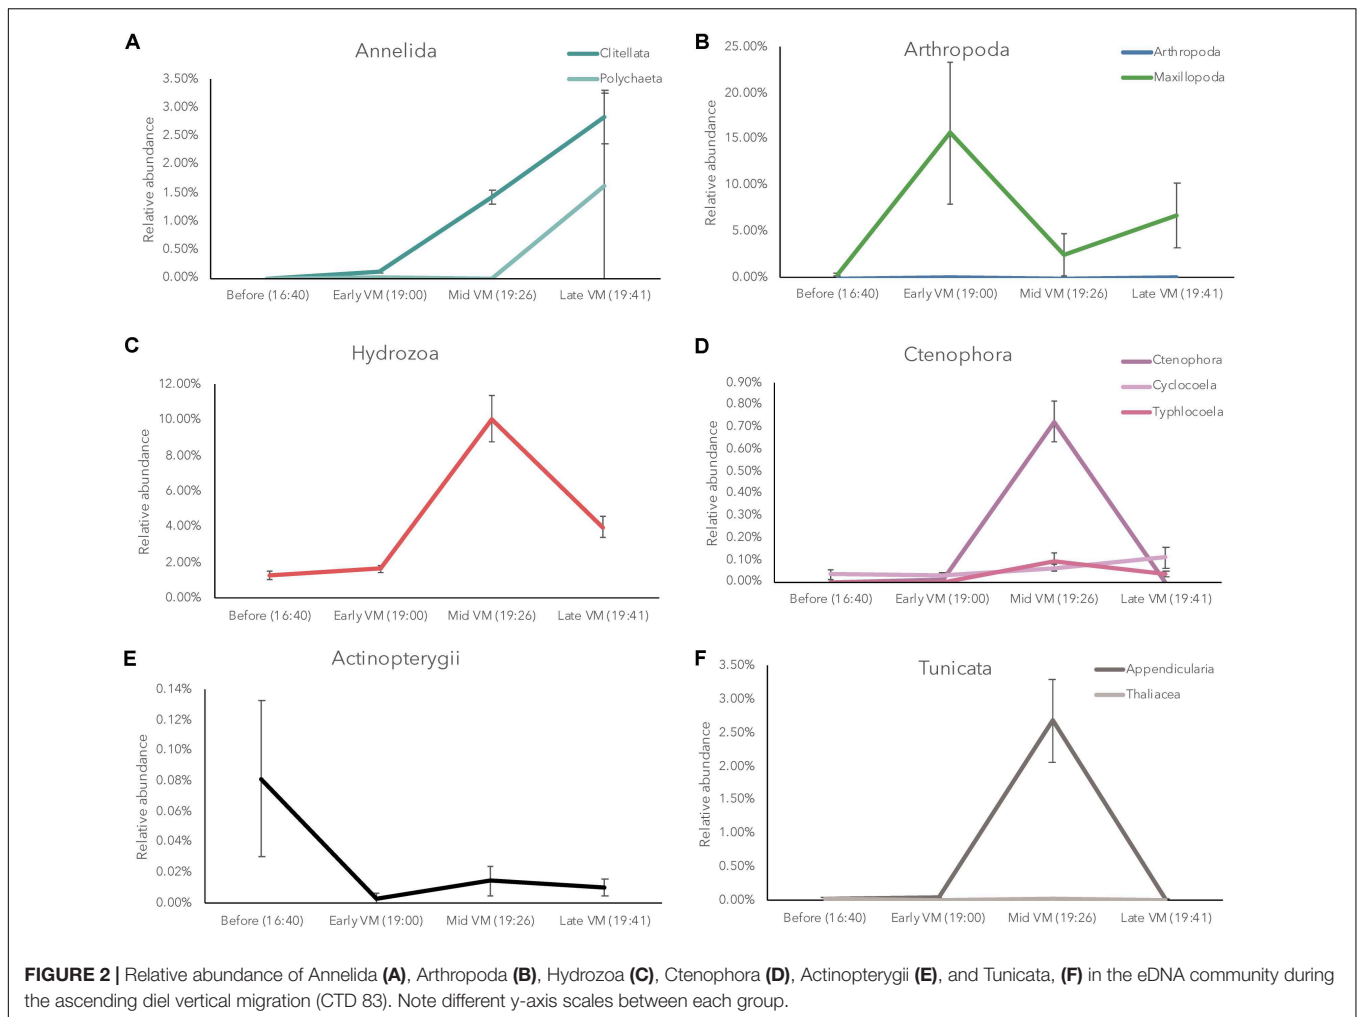 A
Annelida
Clitellata
Polychaeta
3.50%
3.00%
2.50%
2.00%
1.50%
1.00%
0.50%
0.00%
Relative abundance
Before (16:40) Early VM (19:00) Mid VM (19:26) Late VM (19:41)
B
Arthropoda
Arthropoda
Maxillopoda
25.00%
20.00%
15.00%
10.00%
5.00%
0.00%
Relative abundance
Before (16:40) Early VM (19:00) Mid VM (19:26) Late VM (19:41)
C
Hydrozoa
12.00%
10.00%
8.00%
6.00%
4.00%
2.00%
0.00%
Relative abundance
Before (16:40) Early VM (19:00) Mid VM (19:26) Late VM (19:41)
D
Ctenophora
Ctenophora
Cyclocoela
Typhlocoela
0.90%
0.80%
0.70%
0.60%
0.50%
0.40%
0.30%
0.20%
0.10%
0.00%
Relative abundance
Before (16:40) Early VM (19:00) Mid VM (19:26) Late VM (19:41)
E
Actinopterygii
0.14%
0.12%
0.10%
0.08%
0.06%
0.04%
0.02%
0.00%
Relative abundance
Before (16:40) Early VM (19:00) Mid VM (19:26) Late VM (19:41)
F
Tunicata
Appendicularia
Thaliacea
3.50%
3.00%
2.50%
2.00%
1.50%
1.00%
0.50%
0.00%
Relative abundance
Before (16:40) Early VM (19:00) Mid VM (19:26) Late VM (19:41)
FIGURE 2 | Relative abundance of Annelida (A), Arthropoda (B), Hydrozoa (C), Ctenophora (D), Actinopterygii (E), and Tunicata, (F) in the eDNA community during
the ascending diel vertical migration (CTD 83). Note different y-axis scales between each group.